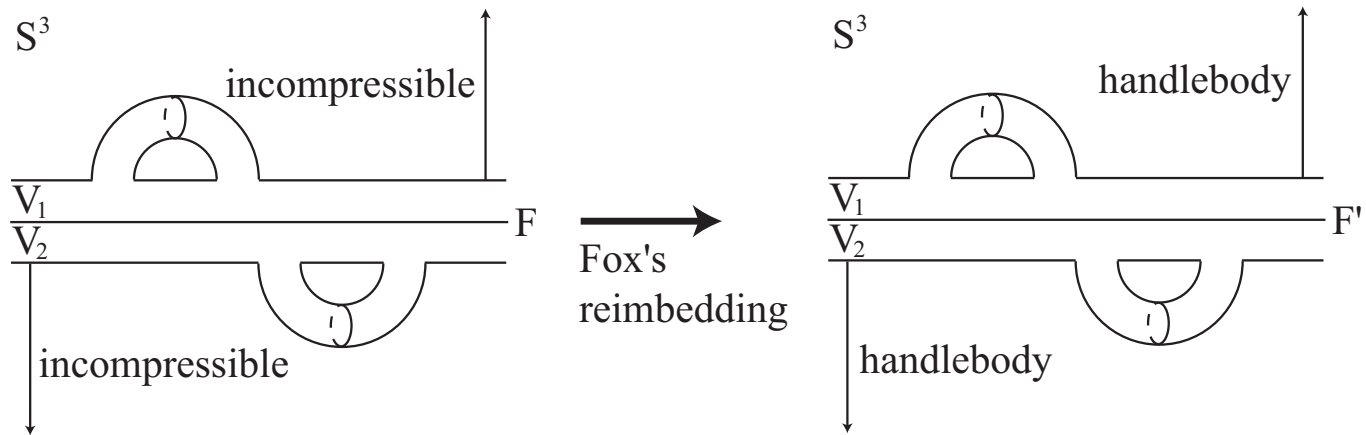 S³
incompressible
V₁
F
V₂
incompressible
Fox's
reimbedding
S³
handlebody
V₁
F'
V₂
handlebody